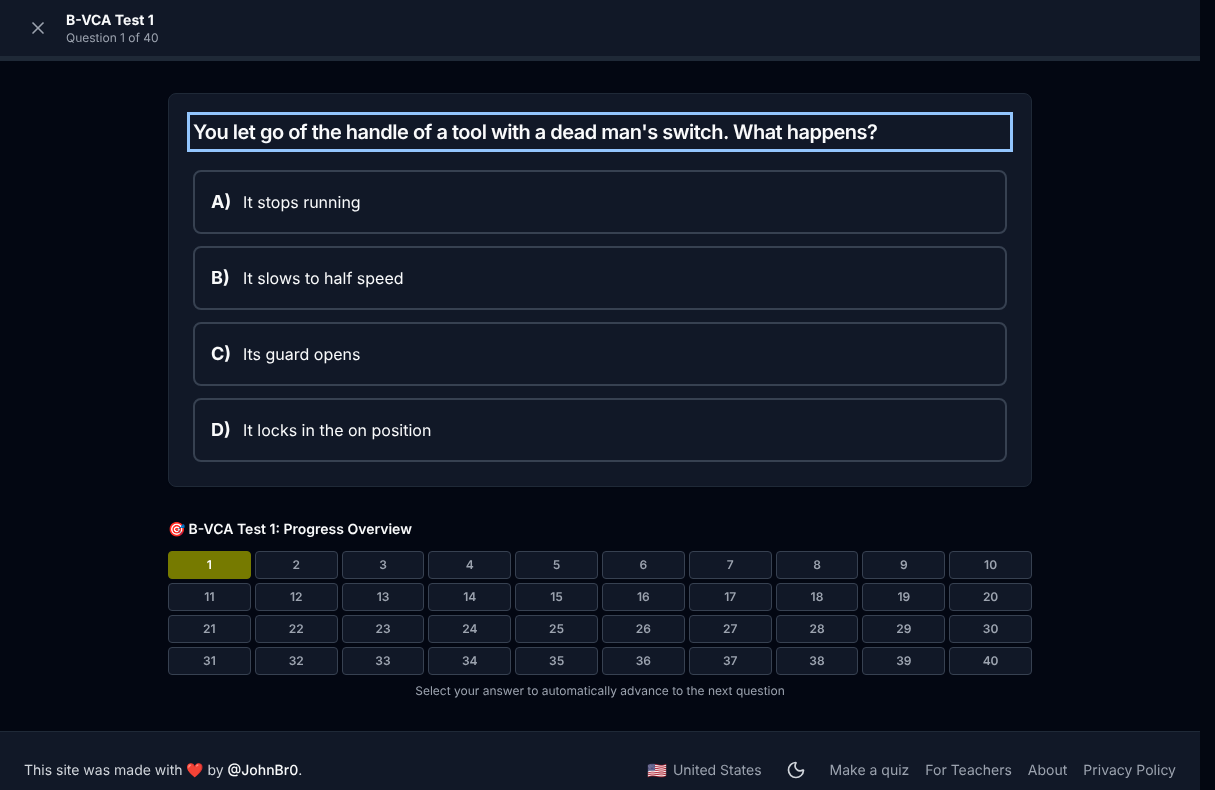 B-VCA Test 1
Question 1 of 40
You let go of the handle of a tool with a dead man's switch. What happens?
A) It stops running
B) It slows to half speed
C) Its guard opens
D) It locks in the on position
🎯 B-VCA Test 1: Progress Overview
1 2 3 4 5 6 7 8 9 10
11 12 13 14 15 16 17 18 19 20
21 22 23 24 25 26 27 28 29 30
31 32 33 34 35 36 37 38 39 40
Select your answer to automatically advance to the next question
This site was made with ❤️ by @JohnBr0. 🇺🇸 United States Make a quiz For Teachers About Privacy Policy